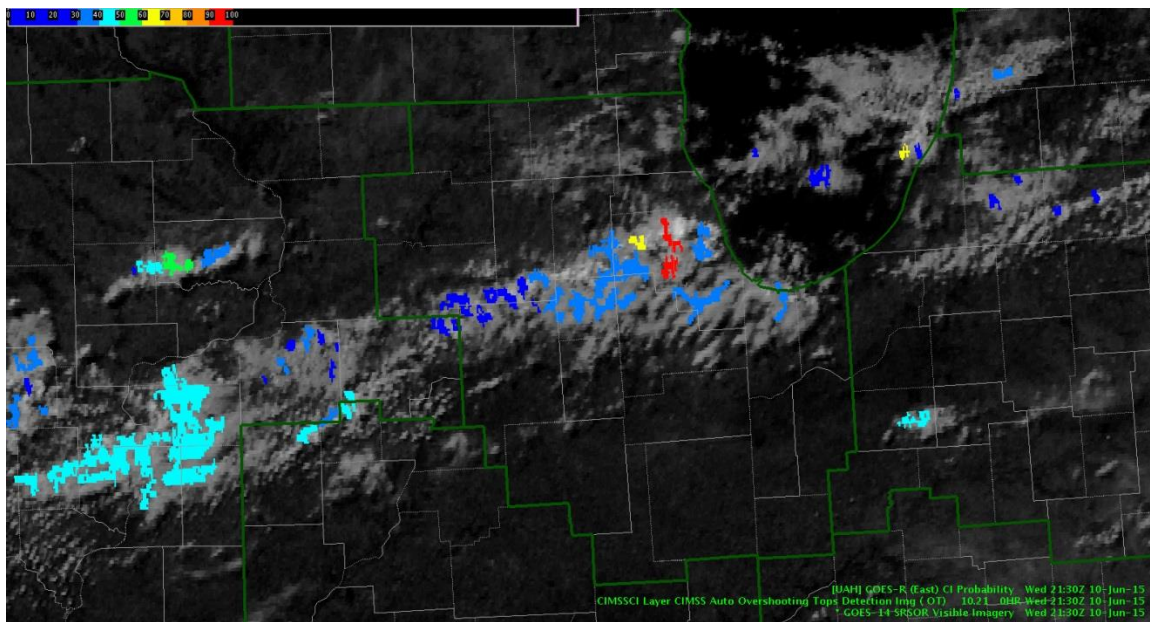 0 10 20 30 40 50 60 70 80 90 100
[UAH] GOES-R (East) CI Probability Wed 21:30Z 10-Jun-15
CIMSSCI Layer CIMSS Auto Overshooting Tops Detection Img ( OT) 10.21 0HR Wed 21:30Z 10-Jun-15
* GOES-14 SRSOR Visible Imagery Wed 21:30Z 10-Jun-15